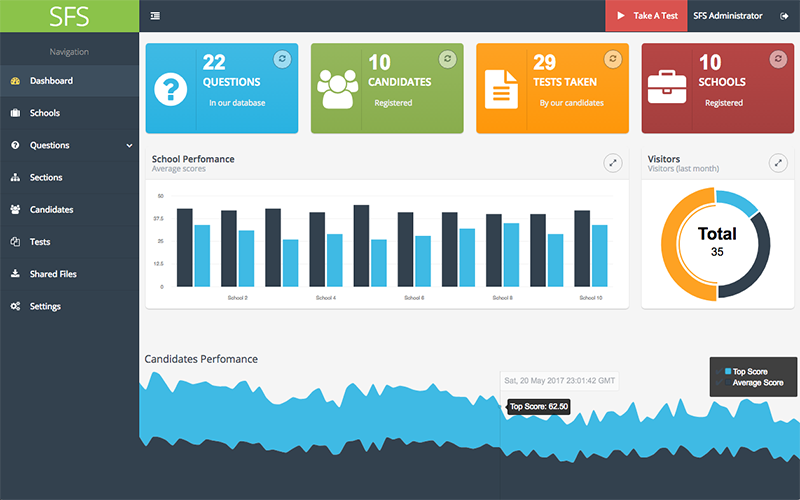 SFS
Take A Test
SFS Administrator
Navigation
Dashboard
Schools
Questions
Sections
Candidates
Tests
Shared Files
Settings
22
QUESTIONS
In our database
10
CANDIDATES
Registered
29
TESTS TAKEN
By our candidates
10
SCHOOLS
Registered
School Perfomance
Average scores
50
37.5
25
12.5
0
School 2
School 4
School 6
School 8
School 10
Visitors
Visitors (last month)
Total
35
Candidates Perfomance
Sat, 20 May 2017 23:01:42 GMT
Top Score: 62.50
Top Score
Average Score